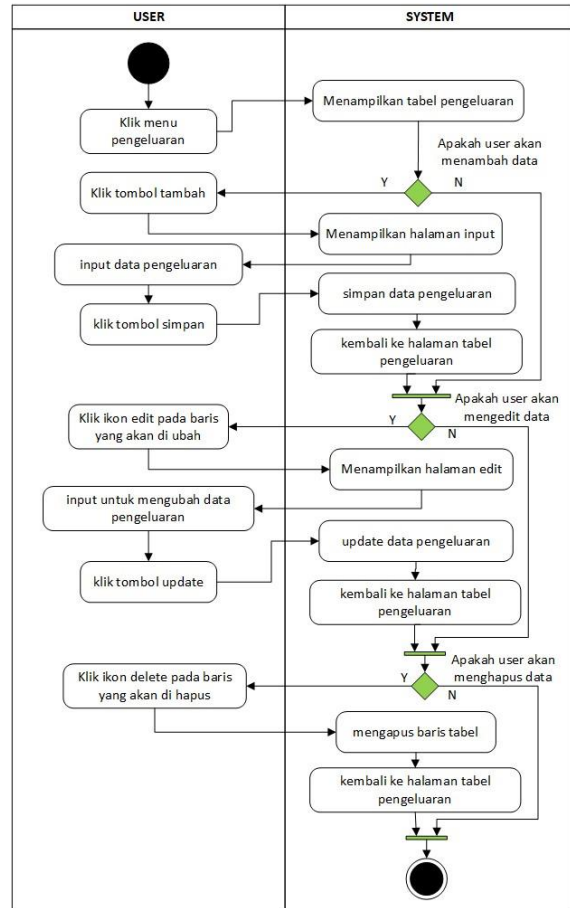 USER
SYSTEM
Klik menu
pengeluaran
Menampilkan tabel pengeluaran
Apakah user akan
menambah data
Y
N
Klik tombol tambah
Menampilkan halaman input
input data pengeluaran
simpan data pengeluaran
klik tombol simpan
kembali ke halaman tabel
pengeluaran
Apakah user akan
mengedit data
Y
N
Klik ikon edit pada baris
yang akan di ubah
Menampilkan halaman edit
input untuk mengubah data
pengeluaran
update data pengeluaran
klik tombol update
kembali ke halaman tabel
pengeluaran
Apakah user akan
menghapus data
Y
N
Klik ikon delete pada baris
yang akan di hapus
mengapus baris tabel
kembali ke halaman tabel
pengeluaran